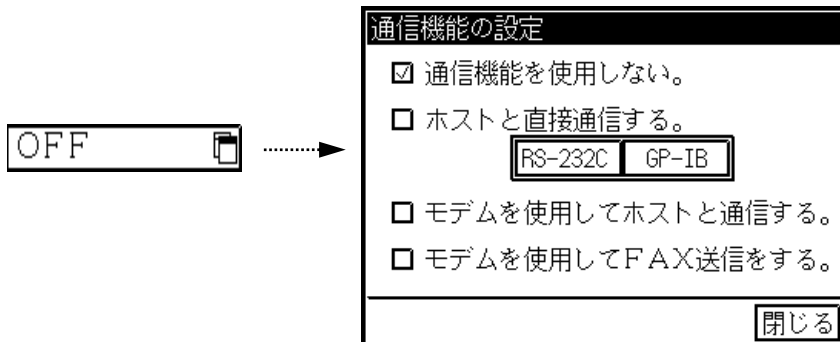 OFF
通信機能の設定
通信機能を使用しない。
ホストと直接通信する。
RS-232C GP-IB
モデムを使用してホストと通信する。
モデムを使用してＦＡＸ送信をする。
閉じる